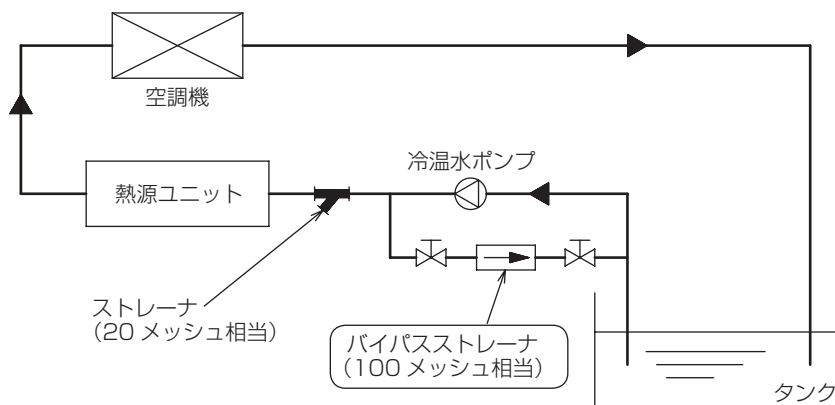 空調機
冷温水ポンプ
熱源ユニット
ストレーナ
（20 メッシュ相当）
バイパスストレーナ
（100 メッシュ相当）
タンク